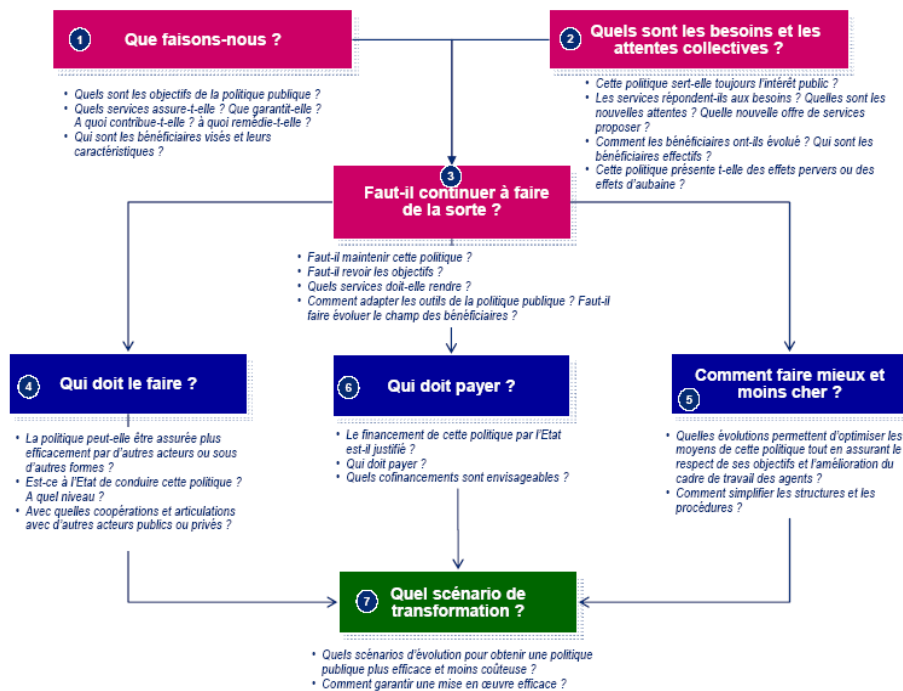 1
Que faisons-nous ?
• Quels sont les objectifs de la politique publique ?
• Quels services assure-t-elle ? Que garantit-elle ?
A quoi contribue-t-elle ? à quoi remédie-t-elle ?
• Qui sont les bénéficiaires visés et leurs
caractéristiques ?
2
Quels sont les besoins et les
attentes collectives ?
• Cette politique sert-elle toujours l'intérêt public ?
• Les services répondent-ils aux besoins ? Quelles sont les
nouvelles attentes ? Quelle nouvelle offre de services
proposer ?
• Comment les bénéficiaires ont-ils évolué ? Qui sont les
bénéficiaires effectifs ?
• Cette politique présente t-elle des effets pervers ou des
effets d'aubaine ?
3
Faut-il continuer à faire
de la sorte ?
• Faut-il maintenir cette politique ?
• Faut-il revoir les objectifs ?
• Quels services doit-elle rendre ?
• Comment adapter les outils de la politique publique ? Faut-il
faire évoluer le champ des bénéficiaires ?
4
Qui doit le faire ?
• La politique peut-elle être assurée plus
efficacement par d'autres acteurs ou sous
d'autres formes ?
• Est-ce à l'Etat de conduire cette politique ?
A quel niveau ?
• Avec quelles coopérations et articulations
avec d'autres acteurs publics ou privés ?
6
Qui doit payer ?
• Le financement de cette politique par l'Etat
est-il justifié ?
• Qui doit payer ?
• Quels cofinancements sont envisageables ?
5
Comment faire mieux et
moins cher ?
• Quelles évolutions permettent d'optimiser les
moyens de cette politique tout en assurant le
respect de ses objectifs et l'amélioration du
cadre de travail des agents ?
• Comment simplifier les structures et les
procédures ?
7
Quel scénario de
transformation ?
• Quels scénarios d'évolution pour obtenir une politique
publique plus efficace et moins coûteuse ?
• Comment garantir une mise en œuvre efficace ?